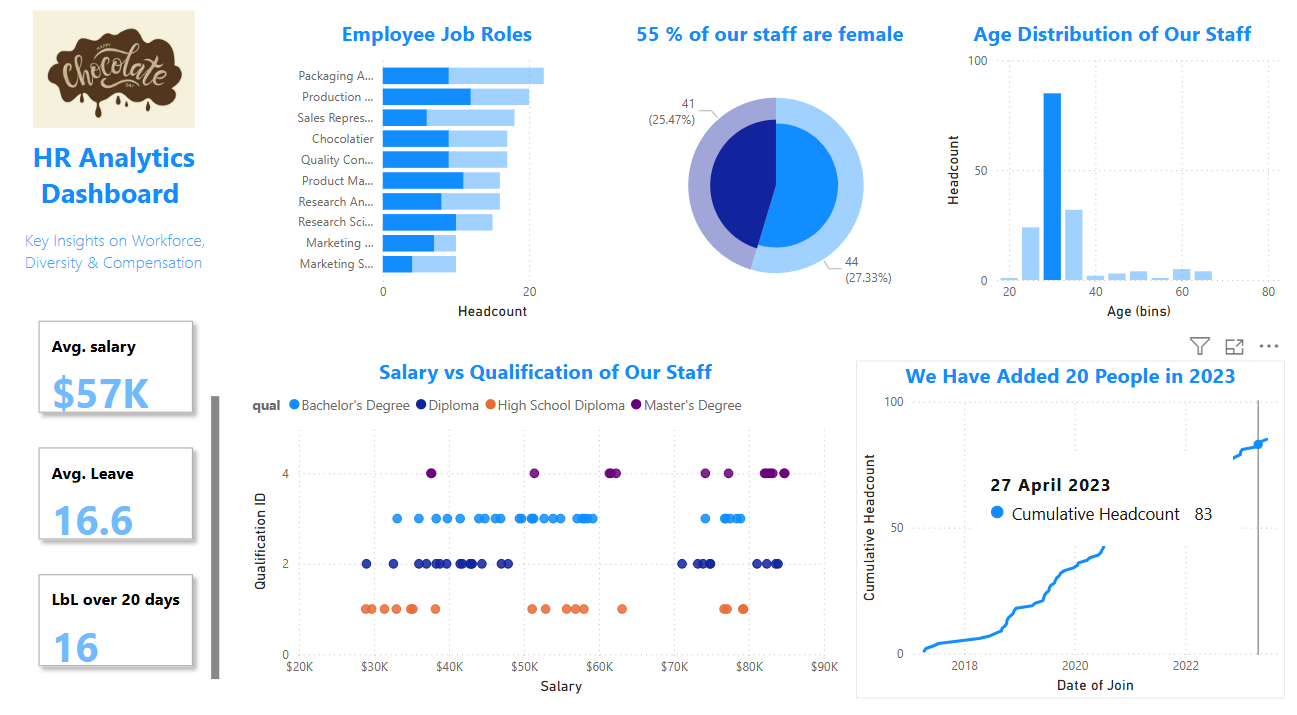 HAPPY
Chocolate
DAY
HR Analytics
Dashboard
Key Insights on Workforce,
Diversity & Compensation
Avg. salary
$57K
Avg. Leave
16.6
LbL over 20 days
16
Employee Job Roles
Packaging A...
Production ...
Sales Repres...
Chocolatier
Quality Con...
Product Ma...
Research An...
Research Sci...
Marketing ...
Marketing S...
0 20
Headcount
55 % of our staff are female
41
(25.47%)
44
(27.33%)
Age Distribution of Our Staff
Headcount
100
50
0
20 40 60 80
Age (bins)
Salary vs Qualification of Our Staff
qual Bachelor's Degree Diploma High School Diploma Master's Degree
Qualification ID
4
2
0
$20K $30K $40K $50K $60K $70K $80K $90K
Salary
We Have Added 20 People in 2023
Cumulative Headcount
100
50
0
27 April 2023
Cumulative Headcount 83
2018 2020 2022
Date of Join